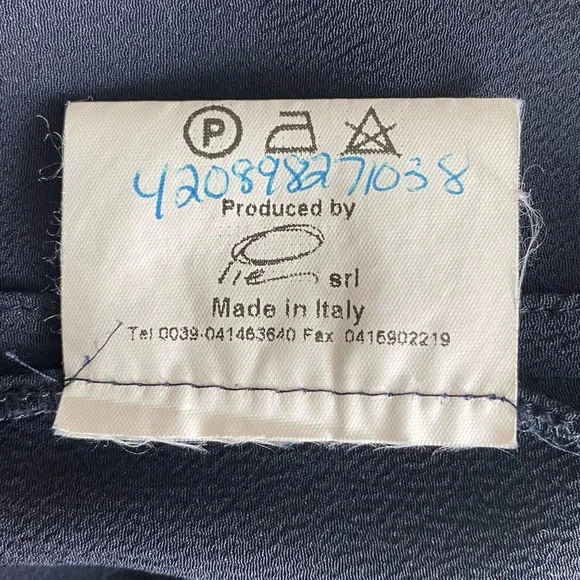 P
420898271038
Produced by
srl
Made in Italy
Tel 0039-041463640 Fax 0415902219